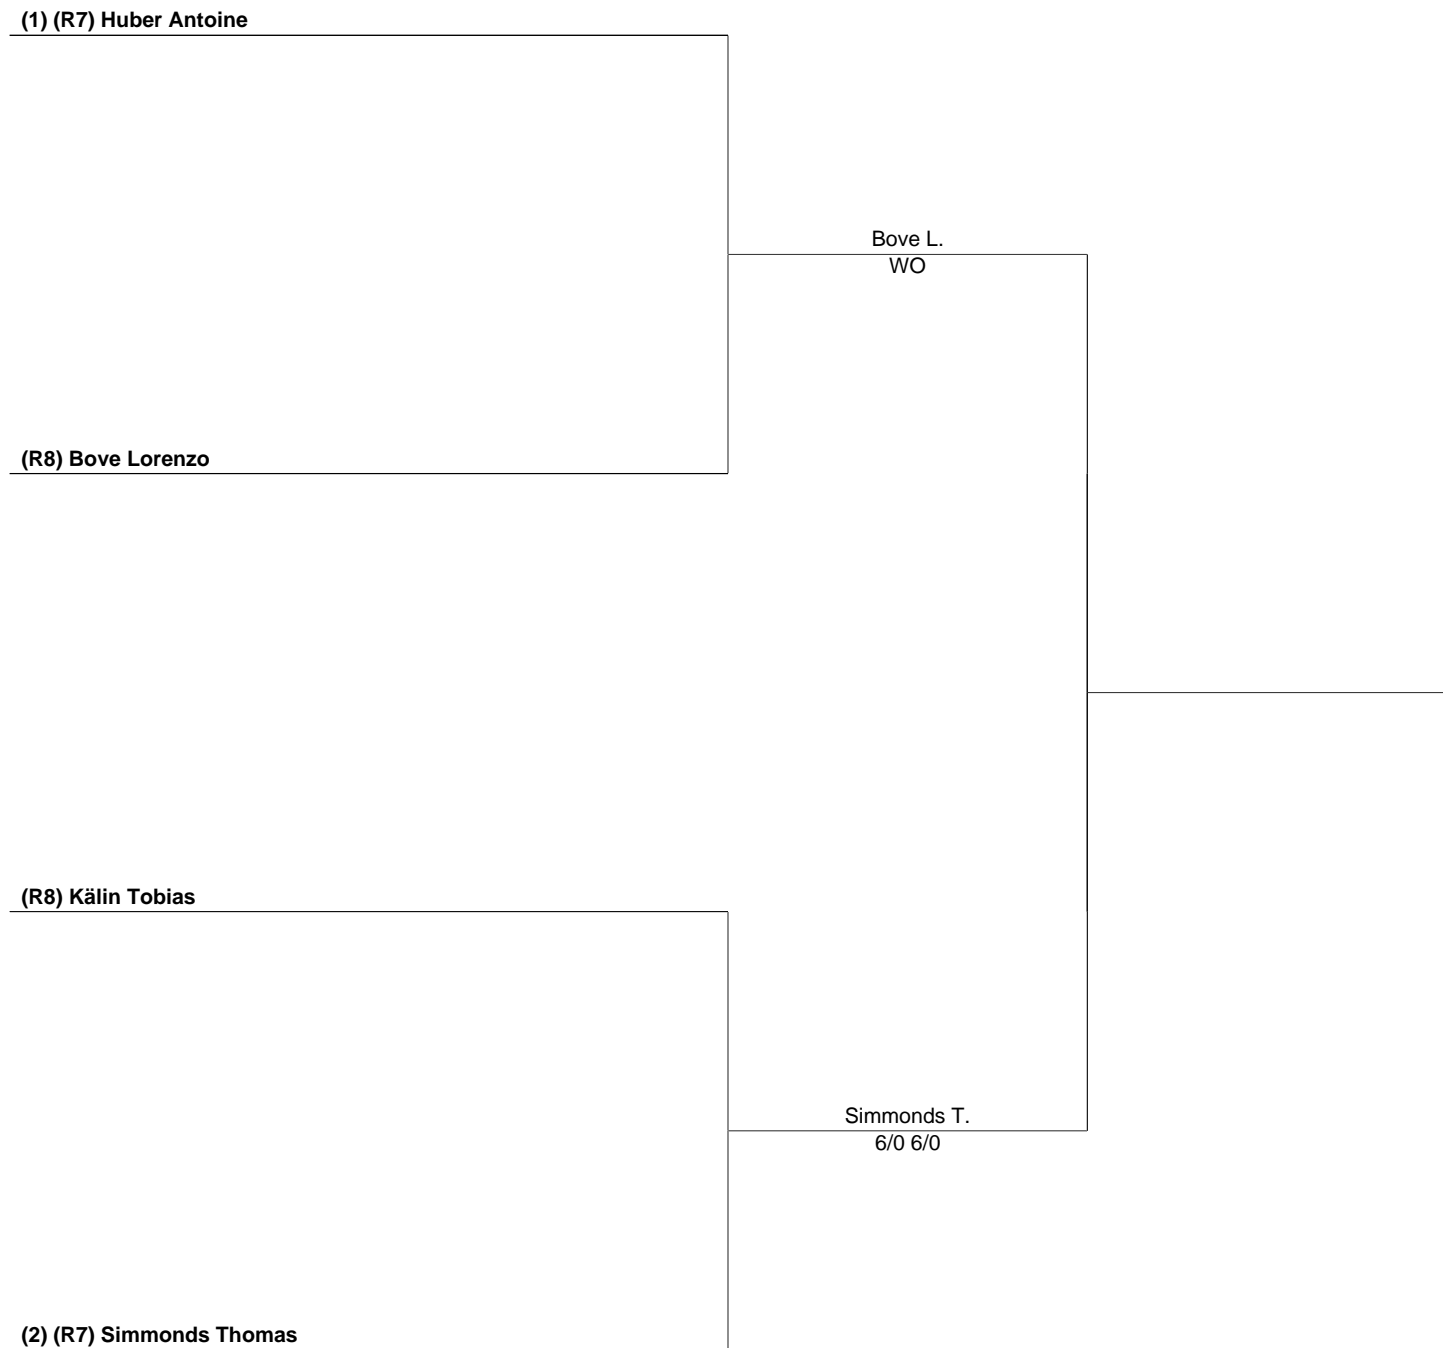 (1) (R7) Huber Antoine
Bove L.
WO
(R8) Bove Lorenzo
(R8) Kälin Tobias
Simmonds T.
6/0 6/0
(2) (R7) Simmonds Thomas